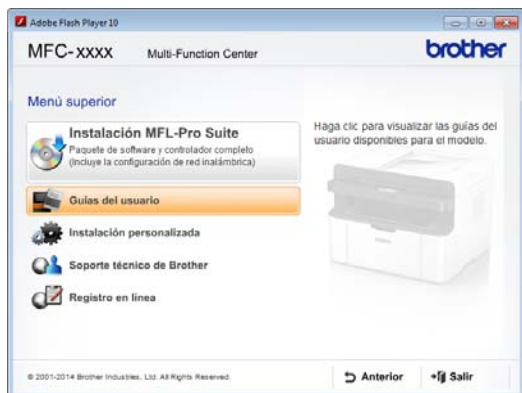 Adobe Flash Player 10
MFC-xxxx Multi-Function Center brother
Menú superior
Instalación MFL-Pro Suite
Paquete de software y controlador completo
(Incluye la configuración de red inalámbrica)
Guías del usuario
Instalación personalizada
Soporte técnico de Brother
Registro en línea
Haga clic para visualizar las guías del
usuario disponibles para el modelo.
© 2001-2014 Brother Industries, Ltd. All Rights Reserved.
Anterior
Salir